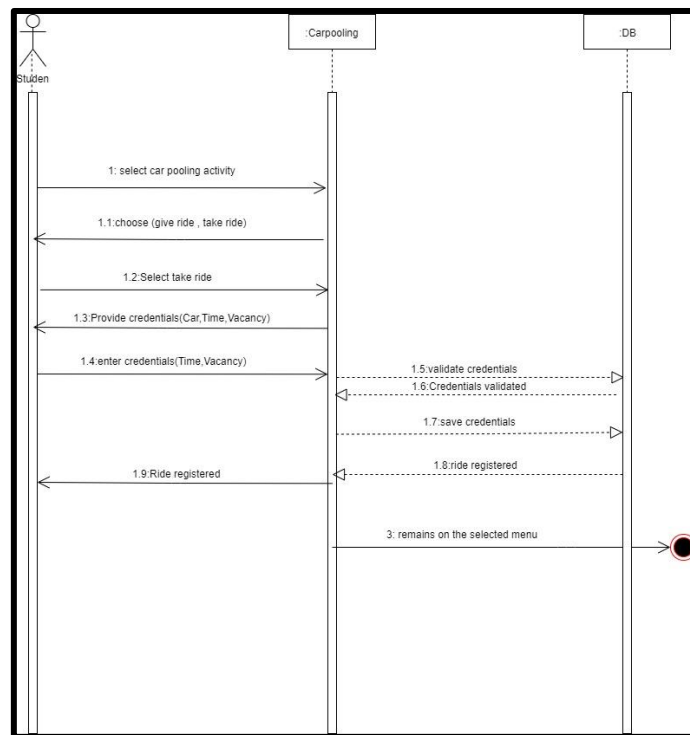 :Carpooling
:DB
Studen
1: select car pooling activity
1.1:choose (give ride , take ride)
1.2:Select take ride
1.3:Provide credentials(Car,Time,Vacancy)
1.4:enter credentials(Time,Vacancy)
1.5:validate credentials
1.6:Credentials validated
1.7:save credentials
1.8:ride registered
1.9:Ride registered
3: remains on the selected menu